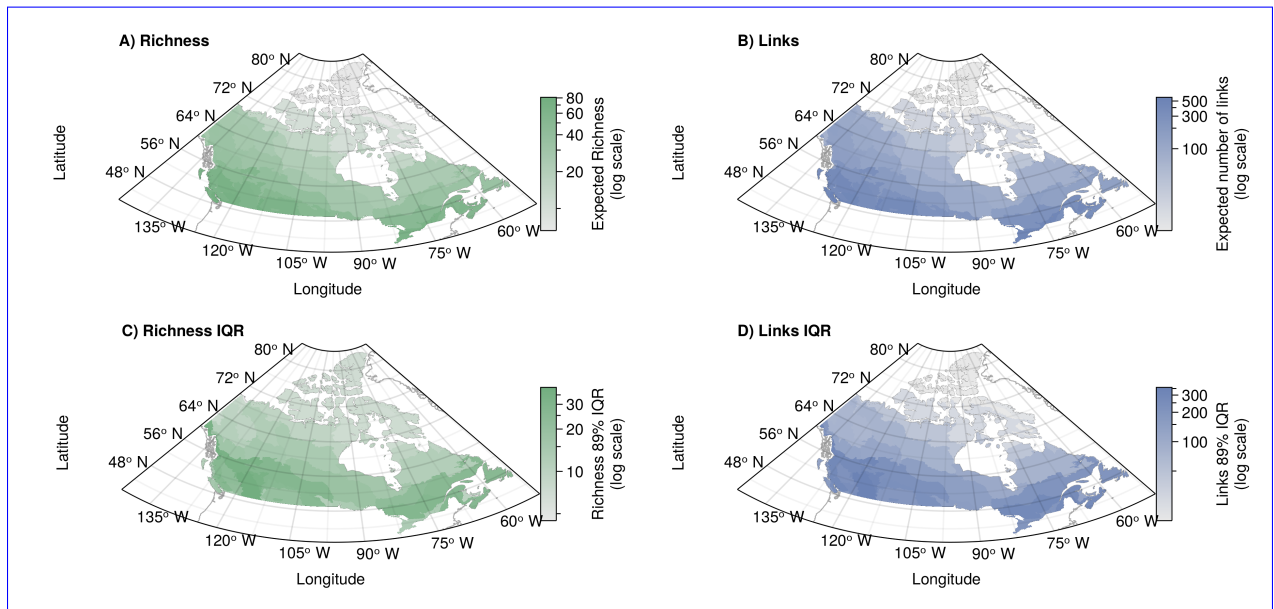 A) Richness
80° N
72° N
64° N
56° N
48° N
135° W
120° W
105° W
90° W
75° W
60° W
Latitude
Longitude
80
60
40
20
Expected Richness
(log scale)
B) Links
80° N
72° N
64° N
56° N
48° N
135° W
120° W
105° W
90° W
75° W
60° W
Latitude
Longitude
500
300
100
Expected number of links
(log scale)
C) Richness IQR
80° N
72° N
64° N
56° N
48° N
135° W
120° W
105° W
90° W
75° W
60° W
Latitude
Longitude
30
20
10
Richness 89% IQR
(log scale)
D) Links IQR
80° N
72° N
64° N
56° N
48° N
135° W
120° W
105° W
90° W
75° W
60° W
Latitude
Longitude
300
200
100
Links 89% IQR
(log scale)